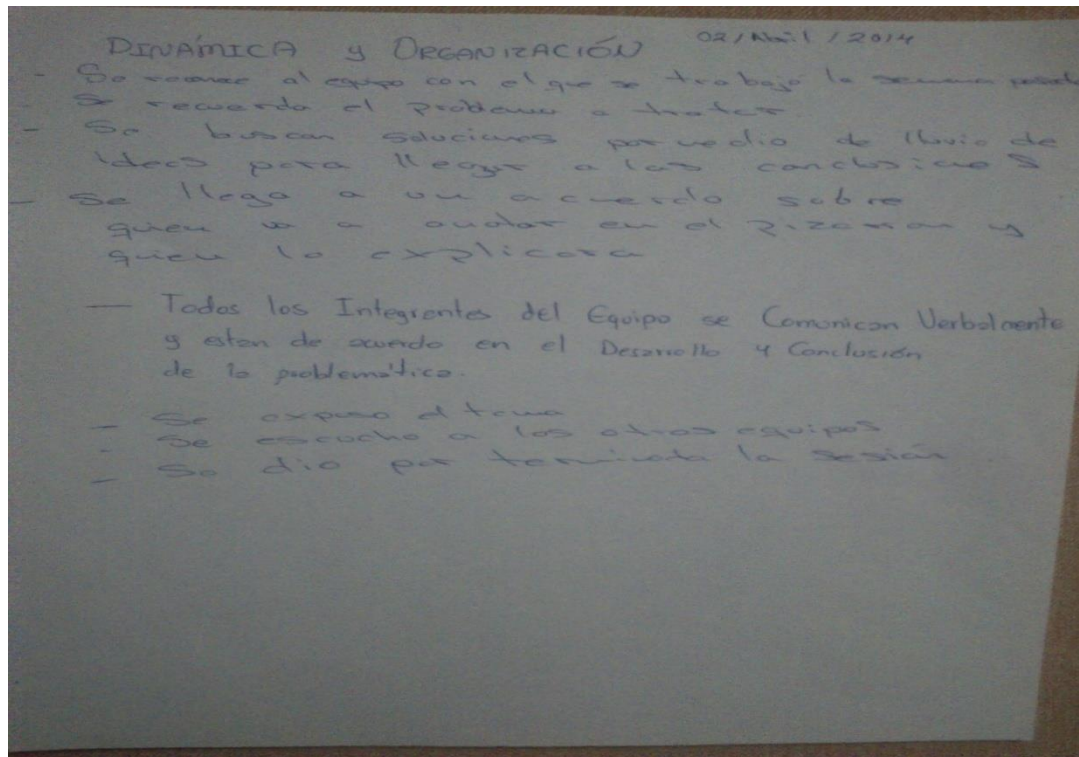 DINÁMICA y ORGANIZACIÓN 02/Abril/2014
- Se reconoce al equipo con el que se trabajo la semana pasada
- Se recuerda el problema a tratar
- Se buscan soluciones por medio de lluvia de
ideas para llegar a las conclusiones
- Se llega a un acuerdo sobre
quien va a anotar en el pizarron y
quien lo explicara
— Todos los Integrantes del Equipo se Comunican Verbalmente
y estan de acuerdo en el Desarrollo y Conclusión
de la problemática.
- Se expuso el tema
- Se escucho a los otros equipos
- Se dio por terminada la sesión